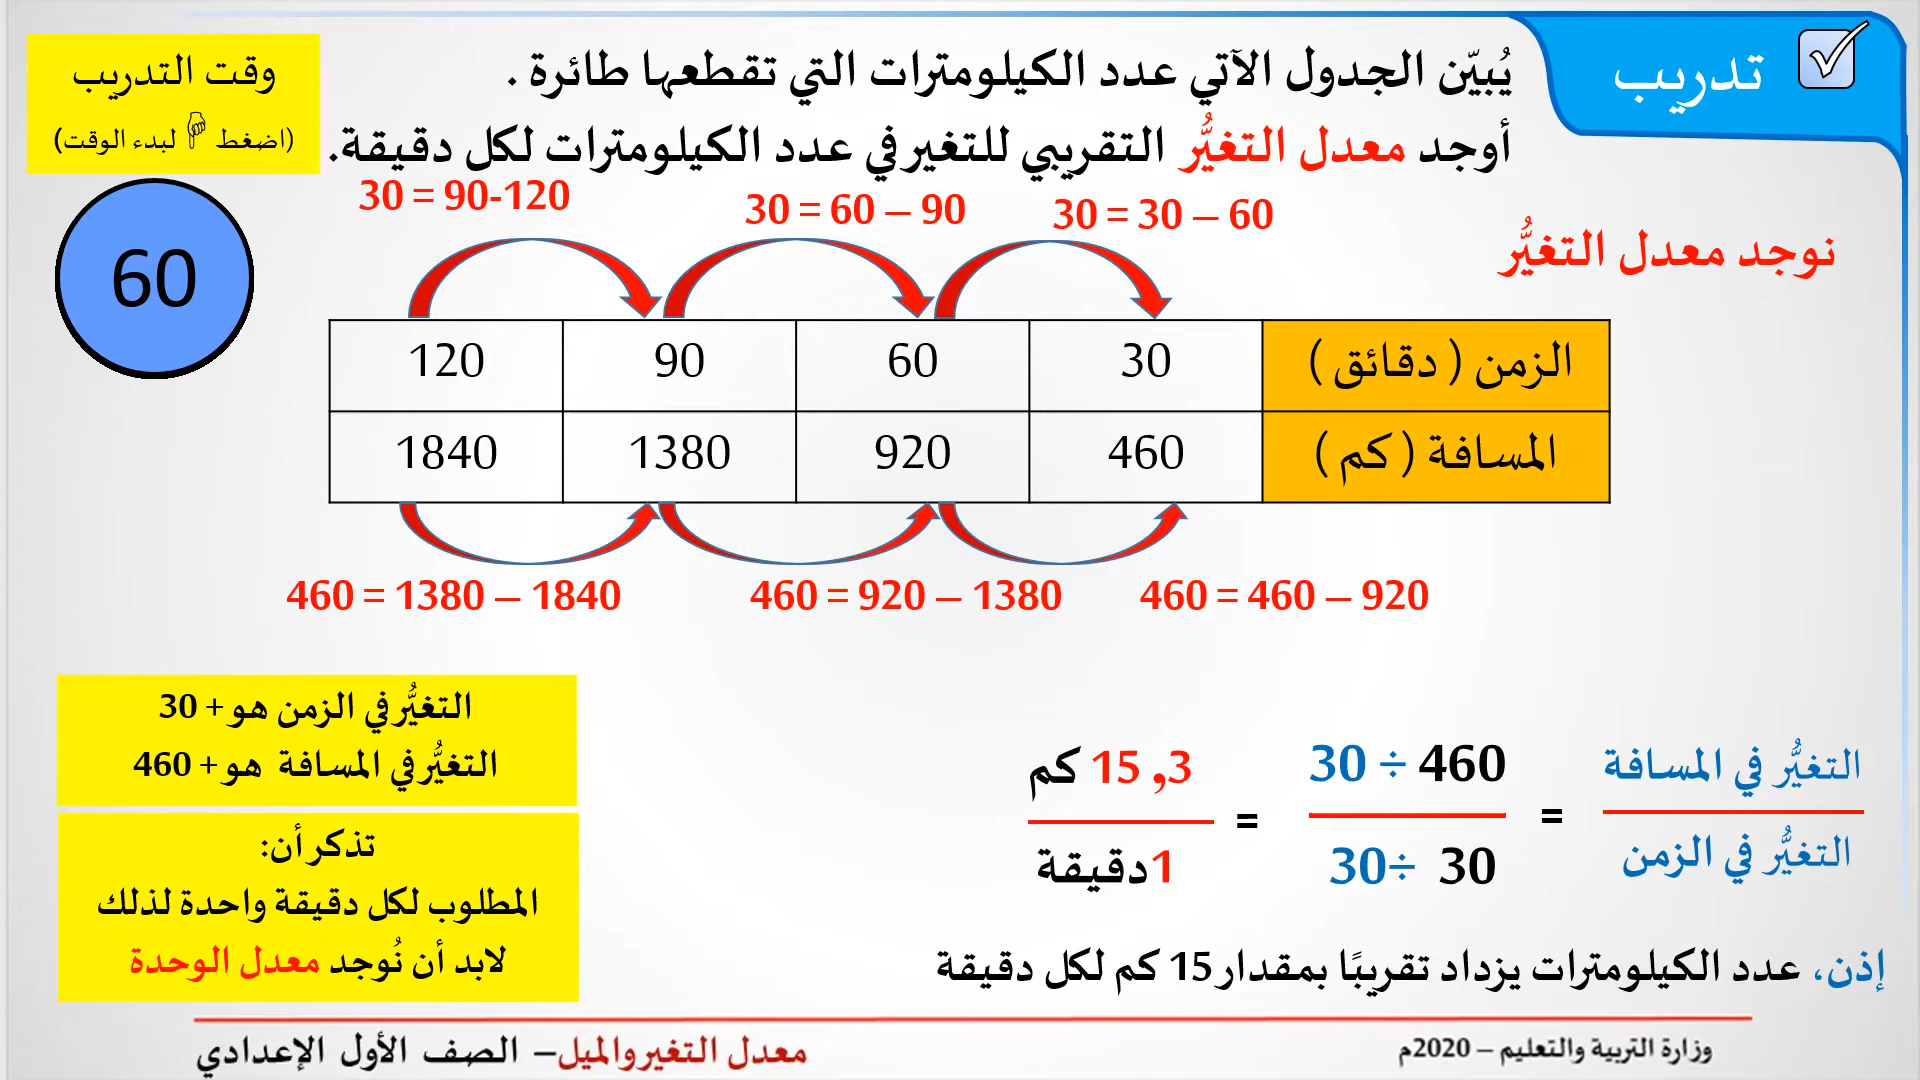 تدريب
يُبيّن الجدول الآتي عدد الكيلومترات التي تقطعها طائرة .
أوجد معدل التغيُّر التقريبي للتغير في عدد الكيلومترات لكل دقيقة.
وقت التدريب
(اضغط لبدء الوقت)
60
نوجد معدل التغيُّر
30 = 30 – 60
30 = 60 – 90
30 = 90-120
الزمن ( دقائق ) 30 60 90 120
المسافة ( كم ) 460 920 1380 1840
460 = 460 – 920
460 = 920 – 1380
460 = 1380 – 1840
التغيُّر في الزمن هو + 30
التغيُّر في المسافة هو + 460
تذكر أن:
المطلوب لكل دقيقة واحدة لذلك
لابد أن نُوجد معدل الوحدة
التغيُّر في المسافة
التغيُّر في الزمن
=
30 ÷ 460
30÷ 30
=
15 ,3 كم
1 دقيقة
إذن، عدد الكيلومترات يزداد تقريبًا بمقدار 15 كم لكل دقيقة
وزارة التربية والتعليم – 2020م
معدل التغير والميل– الصف الأول الإعدادي